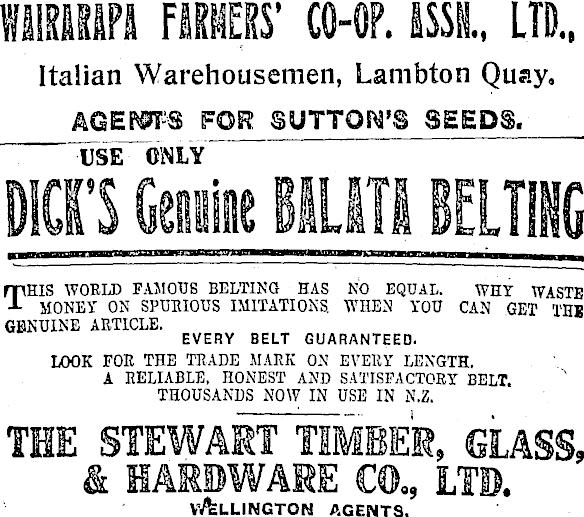 WAIRARAPA FARMERS' CO-OP. ASSN., LTD.,
Italian Warehousemen, Lambton Quay.
AGENTS FOR SUTTON'S SEEDS.
USE ONLY
DICK'S Genuine BALATA BELTING
THIS WORLD FAMOUS BELTING HAS NO EQUAL. WHY WASTE
MONEY ON SPURIOUS IMITATIONS WHEN YOU CAN GET THE
GENUINE ARTICLE.
EVERY BELT GUARANTEED.
LOOK FOR THE TRADE MARK ON EVERY LENGTH.
A RELIABLE, HONEST AND SATISFACTORY BELT.
THOUSANDS NOW IN USE IN N.Z.
THE STEWART TIMBER, GLASS,
& HARDWARE CO., LTD.
WELLINGTON AGENTS.